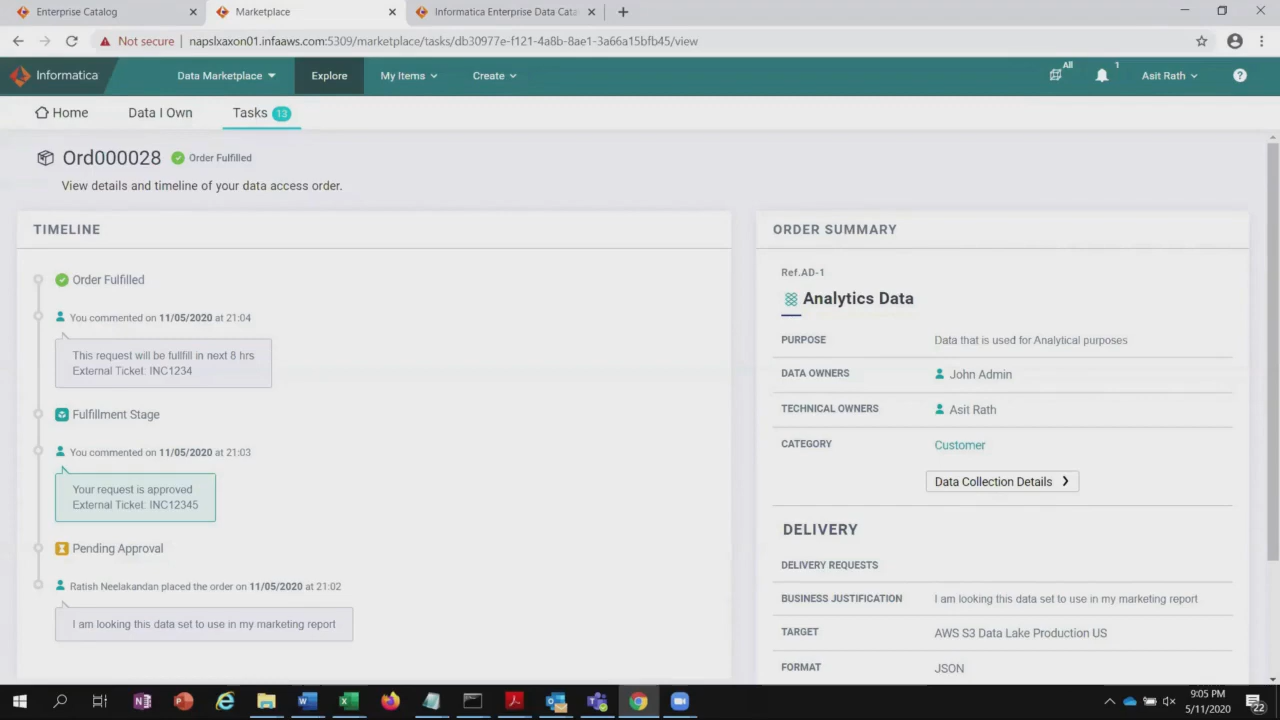 Enterprise Catalog
Marketplace
Informatica Enterprise Data Cata
Not secure | napslxaxon01.infaaws.com:5309/marketplace/tasks/db30977e-f121-4a8b-8ae1-3a66a15bfb45/view
Informatica
Data Marketplace
Explore
My Items
Create
All
1
Asit Rath
?
Home
Data I Own
Tasks 13
Ord000028
Order Fulfilled
View details and timeline of your data access order.
TIMELINE
Order Fulfilled
You commented on 11/05/2020 at 21:04
This request will be fullfill in next 8 hrs
External Ticket: INC1234
Fulfillment Stage
You commented on 11/05/2020 at 21:03
Your request is approved
External Ticket: INC12345
Pending Approval
Ratish Neelakandan placed the order on 11/05/2020 at 21:02
I am looking this data set to use in my marketing report
ORDER SUMMARY
Ref.AD-1
Analytics Data
PURPOSE Data that is used for Analytical purposes
DATA OWNERS John Admin
TECHNICAL OWNERS Asit Rath
CATEGORY Customer
Data Collection Details
DELIVERY
DELIVERY REQUESTS
BUSINESS JUSTIFICATION I am looking this data set to use in my marketing report
TARGET AWS S3 Data Lake Production US
FORMAT JSON
9:05 PM
5/11/2020
22